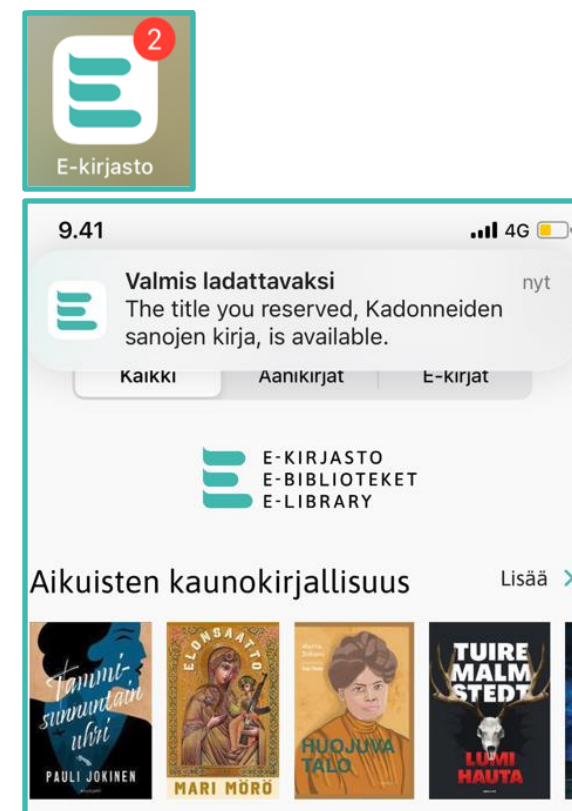 2
E-kirjasto
9.41
4G
Valmis ladattavaksi
nyt
The title you reserved, Kadonneiden
sanojen kirja, is available.
Kaikki
Äänikirjat
E-kirjat
E-KIRJASTO
E-BIBLIOTEKET
E-LIBRARY
Aikuisten kaunokirjallisuus
Lisää
Tammi-
sunnuntain
uhri
PAULI JOKINEN
ELONSAATTO
MARI MÖRÖ
HUOJUVA
TALO
TUIRE
MALM
STEDT
LUMI
HAUTA